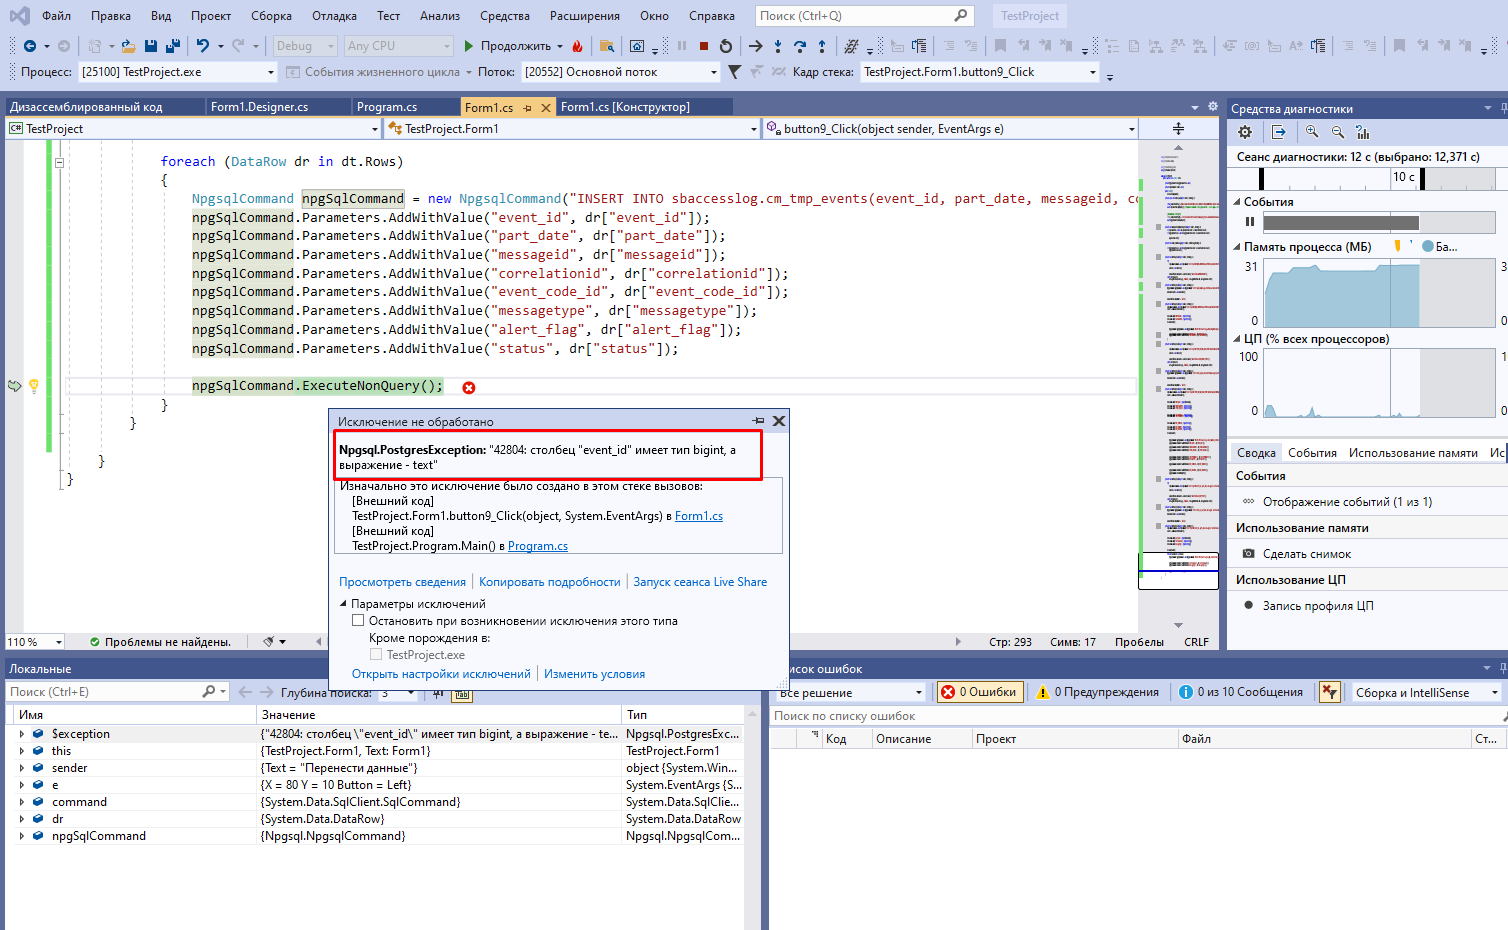 Файл Правка Вид Проект Сборка Отладка Тест Анализ Средства Расширения Окно Справка Поиск (Ctrl+Q) TestProject
Debug Any CPU Продолжить
Процесс: [25100] TestProject.exe События жизненного цикла Поток: [20552] Основной поток Кадр стека: TestProject.Form1.button9_Click
Дизассемблированный код Form1.Designer.cs Program.cs Form1.cs Form1.cs [Конструктор]
TestProject TestProject.Form1 button9_Click(object sender, EventArgs e)
foreach (DataRow dr in dt.Rows)
{
NpgsqlCommand npgSqlCommand = new NpgsqlCommand("INSERT INTO sbaccesslog.cm_tmp_events(event_id, part_date, messageid, co
npgSqlCommand.Parameters.AddWithValue("event_id", dr["event_id"]);
npgSqlCommand.Parameters.AddWithValue("part_date", dr["part_date"]);
npgSqlCommand.Parameters.AddWithValue("messageid", dr["messageid"]);
npgSqlCommand.Parameters.AddWithValue("correlationid", dr["correlationid"]);
npgSqlCommand.Parameters.AddWithValue("event_code_id", dr["event_code_id"]);
npgSqlCommand.Parameters.AddWithValue("messagetype", dr["messagetype"]);
npgSqlCommand.Parameters.AddWithValue("alert_flag", dr["alert_flag"]);
npgSqlCommand.Parameters.AddWithValue("status", dr["status"]);
npgSqlCommand.ExecuteNonQuery();
}
}
}
}
Исключение не обработано
Npgsql.PostgresException: "42804: столбец "event_id" имеет тип bigint, а
выражение - text"
Изначально это исключение было создано в этом стеке вызовов:
[Внешний код]
TestProject.Form1.button9_Click(object, System.EventArgs) в Form1.cs
[Внешний код]
TestProject.Program.Main() в Program.cs
Просмотреть сведения Копировать подробности Запуск сеанса Live Share
Параметры исключений
Остановить при возникновении исключения этого типа
Кроме порождения в:
TestProject.exe
Открыть настройки исключений Изменить условия
110 % Проблемы не найдены. Стр: 293 Симв: 17 Пробелы CRLF
Средства диагностики
Сеанс диагностики: 12 с (выбрано: 12,371 с)
10 с
События
Память процесса (МБ) Ба...
31 3
0 0
ЦП (% всех процессоров)
100 1
0 0
Сводка События Использование памяти Ис
События
Отображение событий (1 из 1)
Использование памяти
Сделать снимок
Использование ЦП
Запись профиля ЦП
Локальные
Поиск (Ctrl+E) Глубина поиска: 3
Имя Значение Тип
$exception {"42804: столбец \"event_id\" имеет тип bigint, а выражение - te... Npgsql.PostgresExc...
this {TestProject.Form1, Text: Form1} TestProject.Form1
sender {Text = "Перенести данные"} object {System.Win...
e {X = 80 Y = 10 Button = Left} System.EventArgs {S...
command {System.Data.SqlClient.SqlCommand} System.Data.SqlClie...
dr {System.Data.DataRow} System.Data.DataRow
npgSqlCommand {Npgsql.NpgsqlCommand} Npgsql.NpgsqlCom...
ок ошибок
Все решение 0 Ошибки 0 Предупреждения 0 из 10 Сообщения Сборка и IntelliSense
Поиск по списку ошибок
Код Описание Проект Файл Ст...